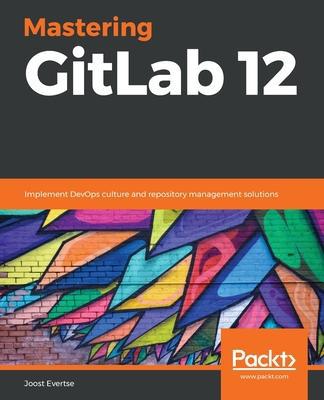 Mastering
GitLab 12
Implement DevOps culture and repository management solutions
Joost Evertse
Packt>
www.packt.com